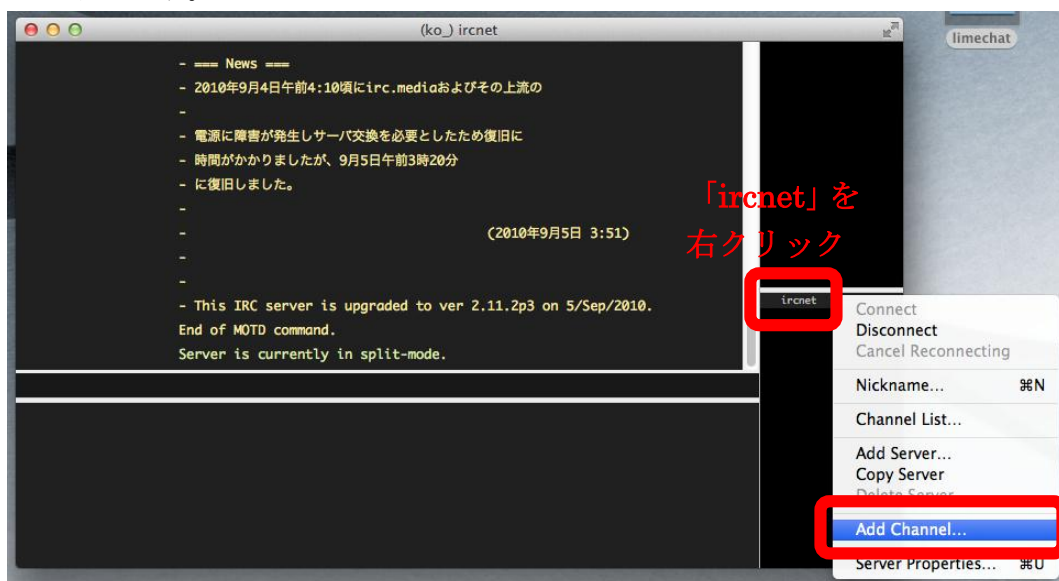 (ko_) ircnet
limechat
- === News ===
- 2010年9月4日午前4:10頃にirc.mediaおよびその上流の
-
- 電源に障害が発生しサーバ交換を必要としたため復旧に
- 時間がかかりましたが、9月5日午前3時20分
- に復旧しました。
-
- (2010年9月5日 3:51)
-
-
- This IRC server is upgraded to ver 2.11.2p3 on 5/Sep/2010.
End of MOTD command.
Server is currently in split-mode.
「ircnet」を
右クリック
ircnet
Connect
Disconnect
Cancel Reconnecting
Nickname... ⌘N
Channel List...
Add Server...
Copy Server
Delete Server
Add Channel...
Server Properties... ⌘U